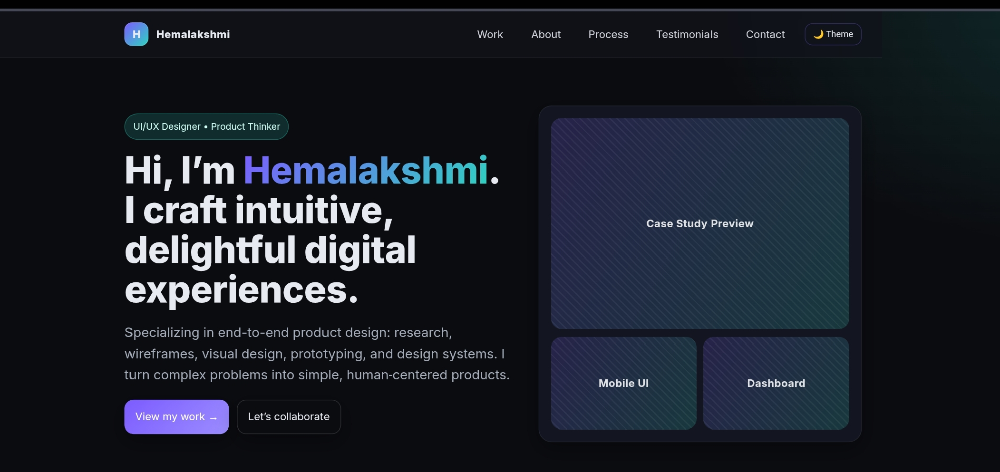 H Hemalakshmi
Work About Process Testimonials Contact 🌙 Theme
UI/UX Designer • Product Thinker
Hi, I’m Hemalakshmi.
I craft intuitive,
delightful digital
experiences.
Specializing in end-to-end product design: research,
wireframes, visual design, prototyping, and design systems. I
turn complex problems into simple, human-centered products.
View my work →
Let’s collaborate
Case Study Preview
Mobile UI
Dashboard